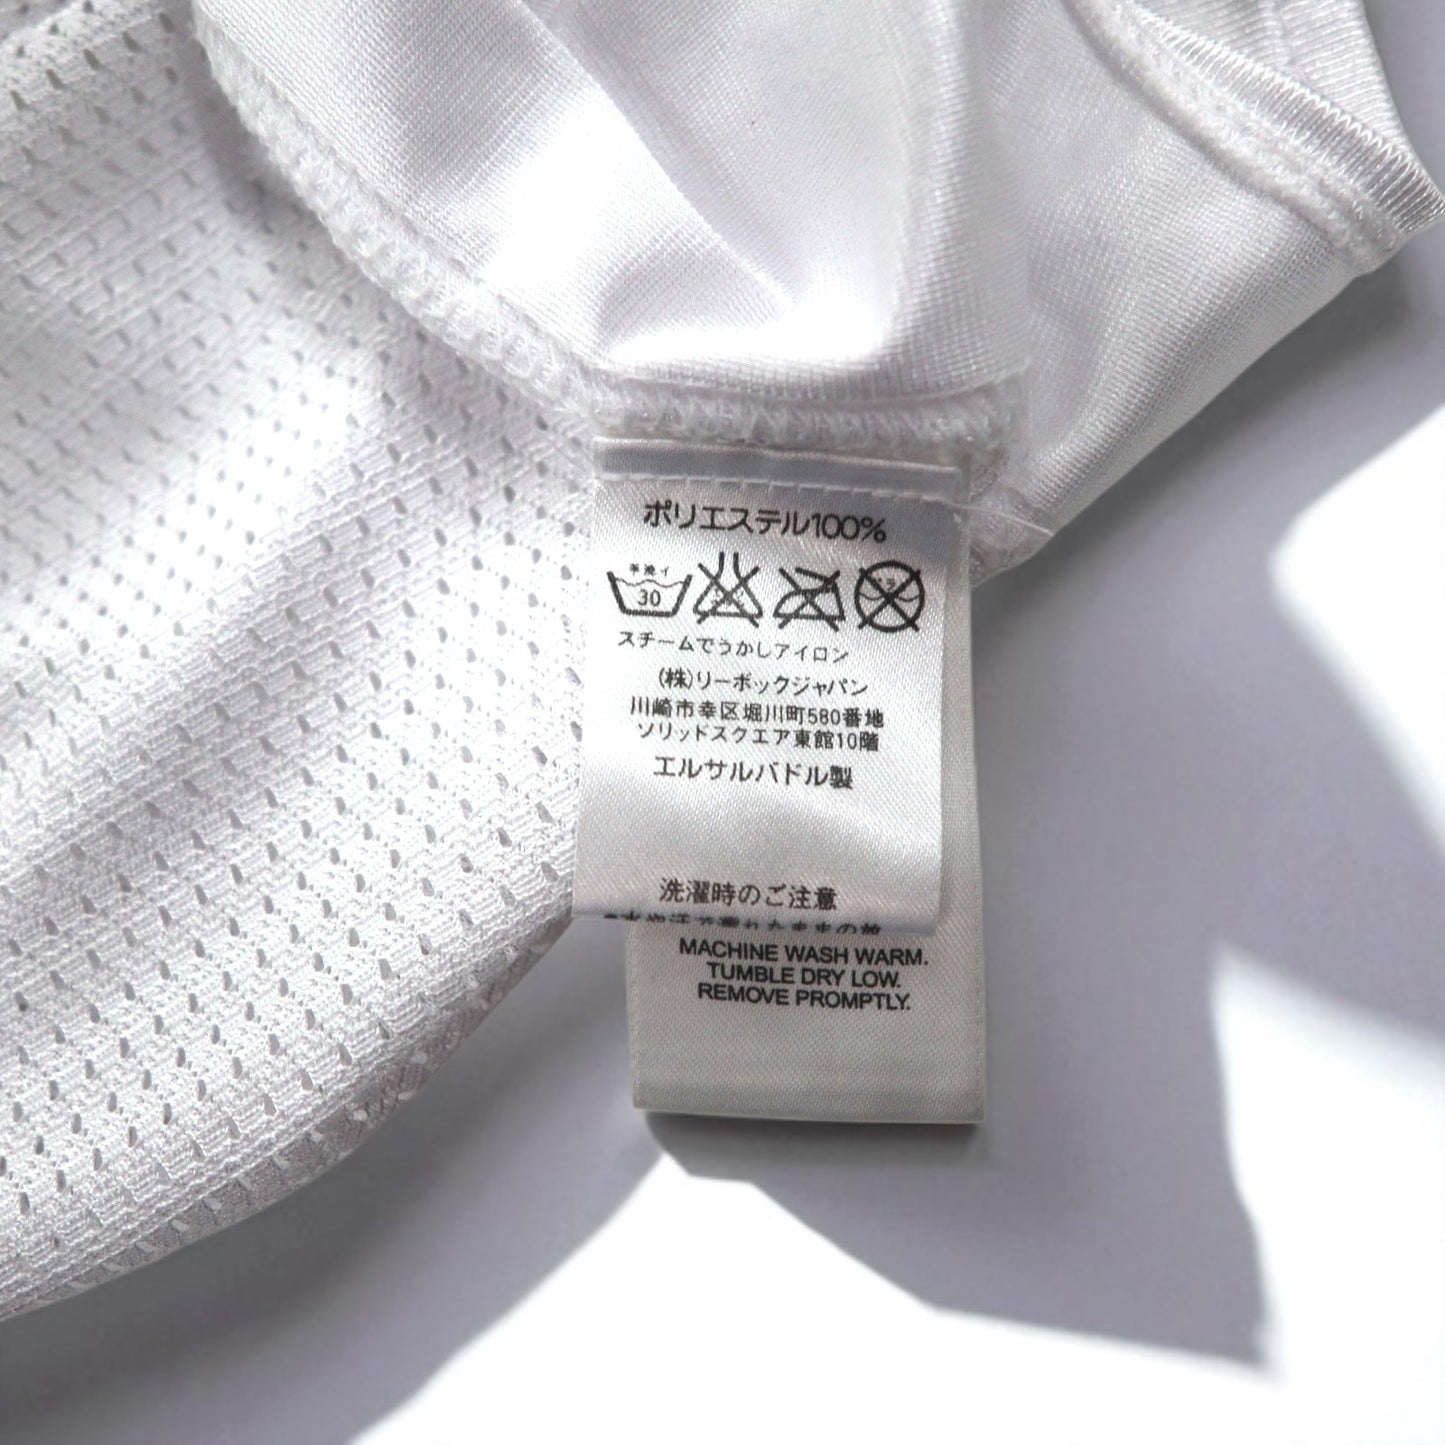 ポリエステル100%
手洗イ
30
スチームでうかしアイロン
(株)リーボックジャパン
川崎市幸区堀川町580番地
ソリッドスクエア東館10階
エルサルバドル製
洗濯時のご注意
MACHINE WASH WARM.
TUMBLE DRY LOW.
REMOVE PROMPTLY.